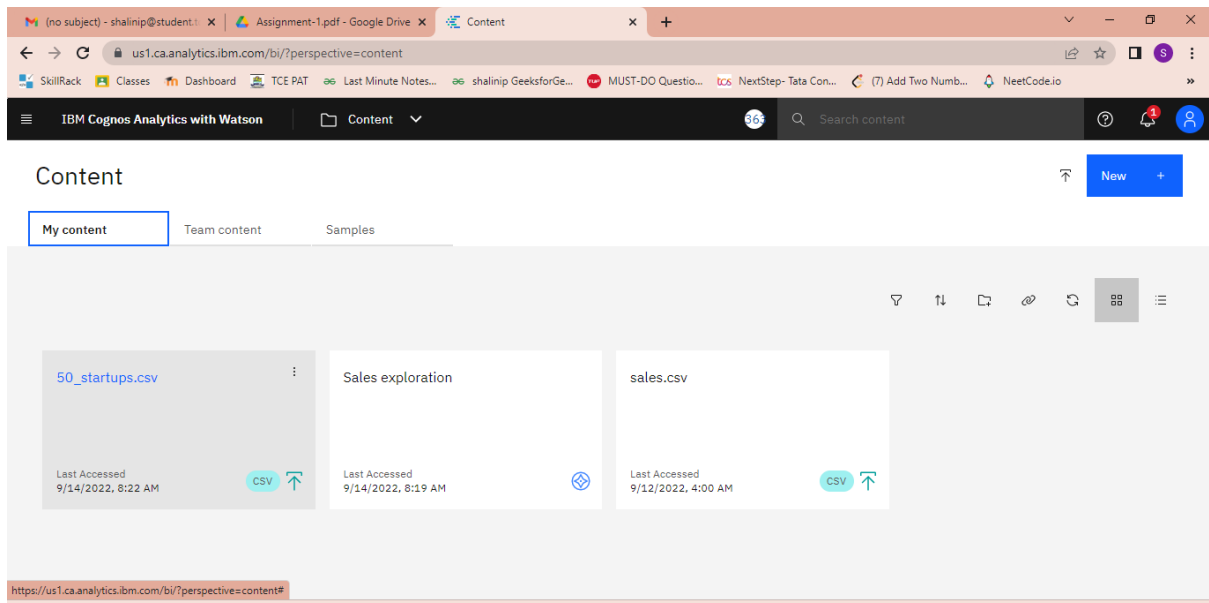 (no subject) - shalinip@student.t
Assignment-1.pdf - Google Drive
Content
us1.ca.analytics.ibm.com/bi/?perspective=content
S
SkillRack
Classes
Dashboard
TCE PAT
Last Minute Notes...
shalinip GeeksforGe...
MUST-DO Questio...
NextStep- Tata Con...
(7) Add Two Numb...
NeetCode.io
IBM Cognos Analytics with Watson
Content
363
Search content
1
Content
New +
My content
Team content
Samples
50_startups.csv
Last Accessed
9/14/2022, 8:22 AM
CSV
Sales exploration
Last Accessed
9/14/2022, 8:19 AM
sales.csv
Last Accessed
9/12/2022, 4:00 AM
CSV
https://us1.ca.analytics.ibm.com/bi/?perspective=content#